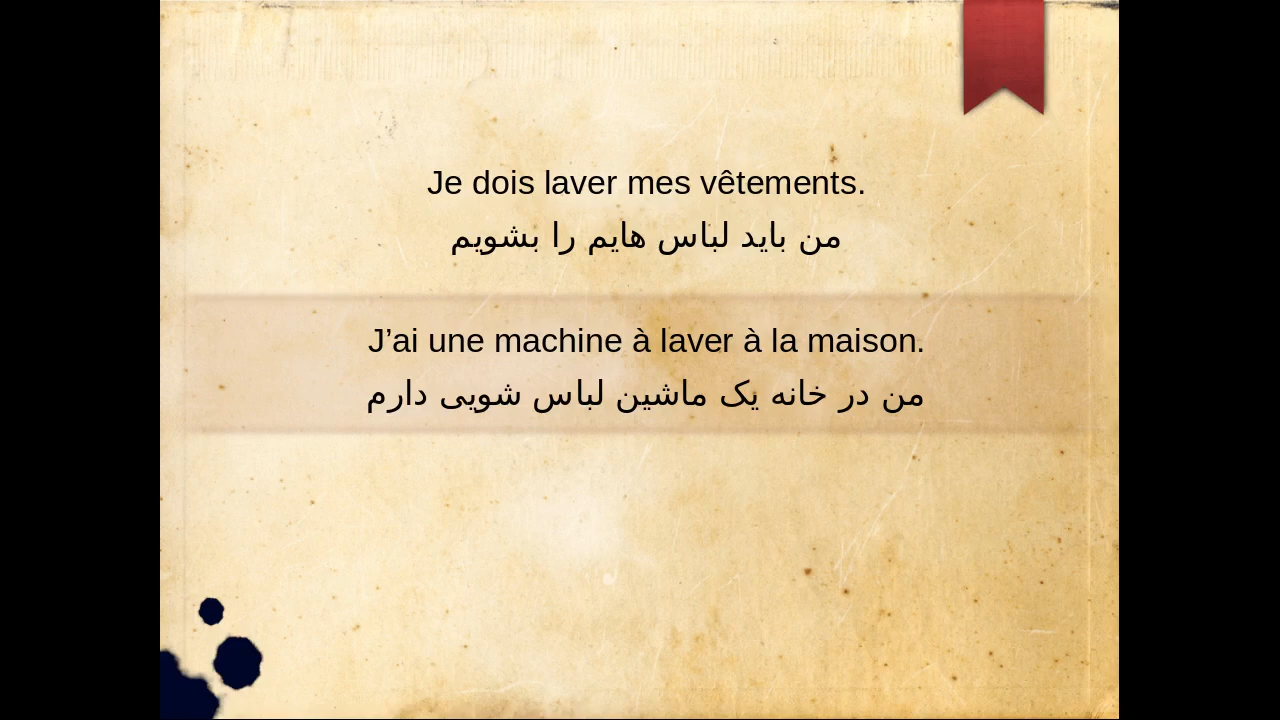 Je dois laver mes vêtements.
من باید لباس هایم را بشویم
J’ai une machine à laver à la maison.
من در خانه یک ماشین لباس شویی دارم